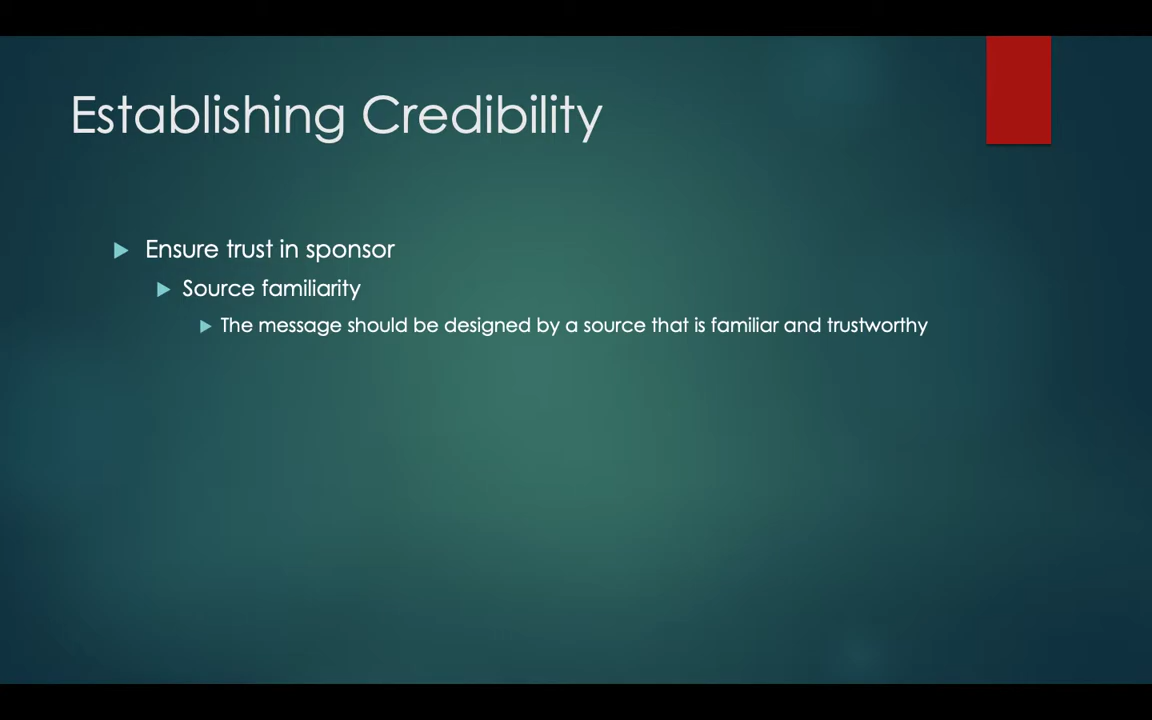 Establishing Credibility
Ensure trust in sponsor
Source familiarity
The message should be designed by a source that is familiar and trustworthy